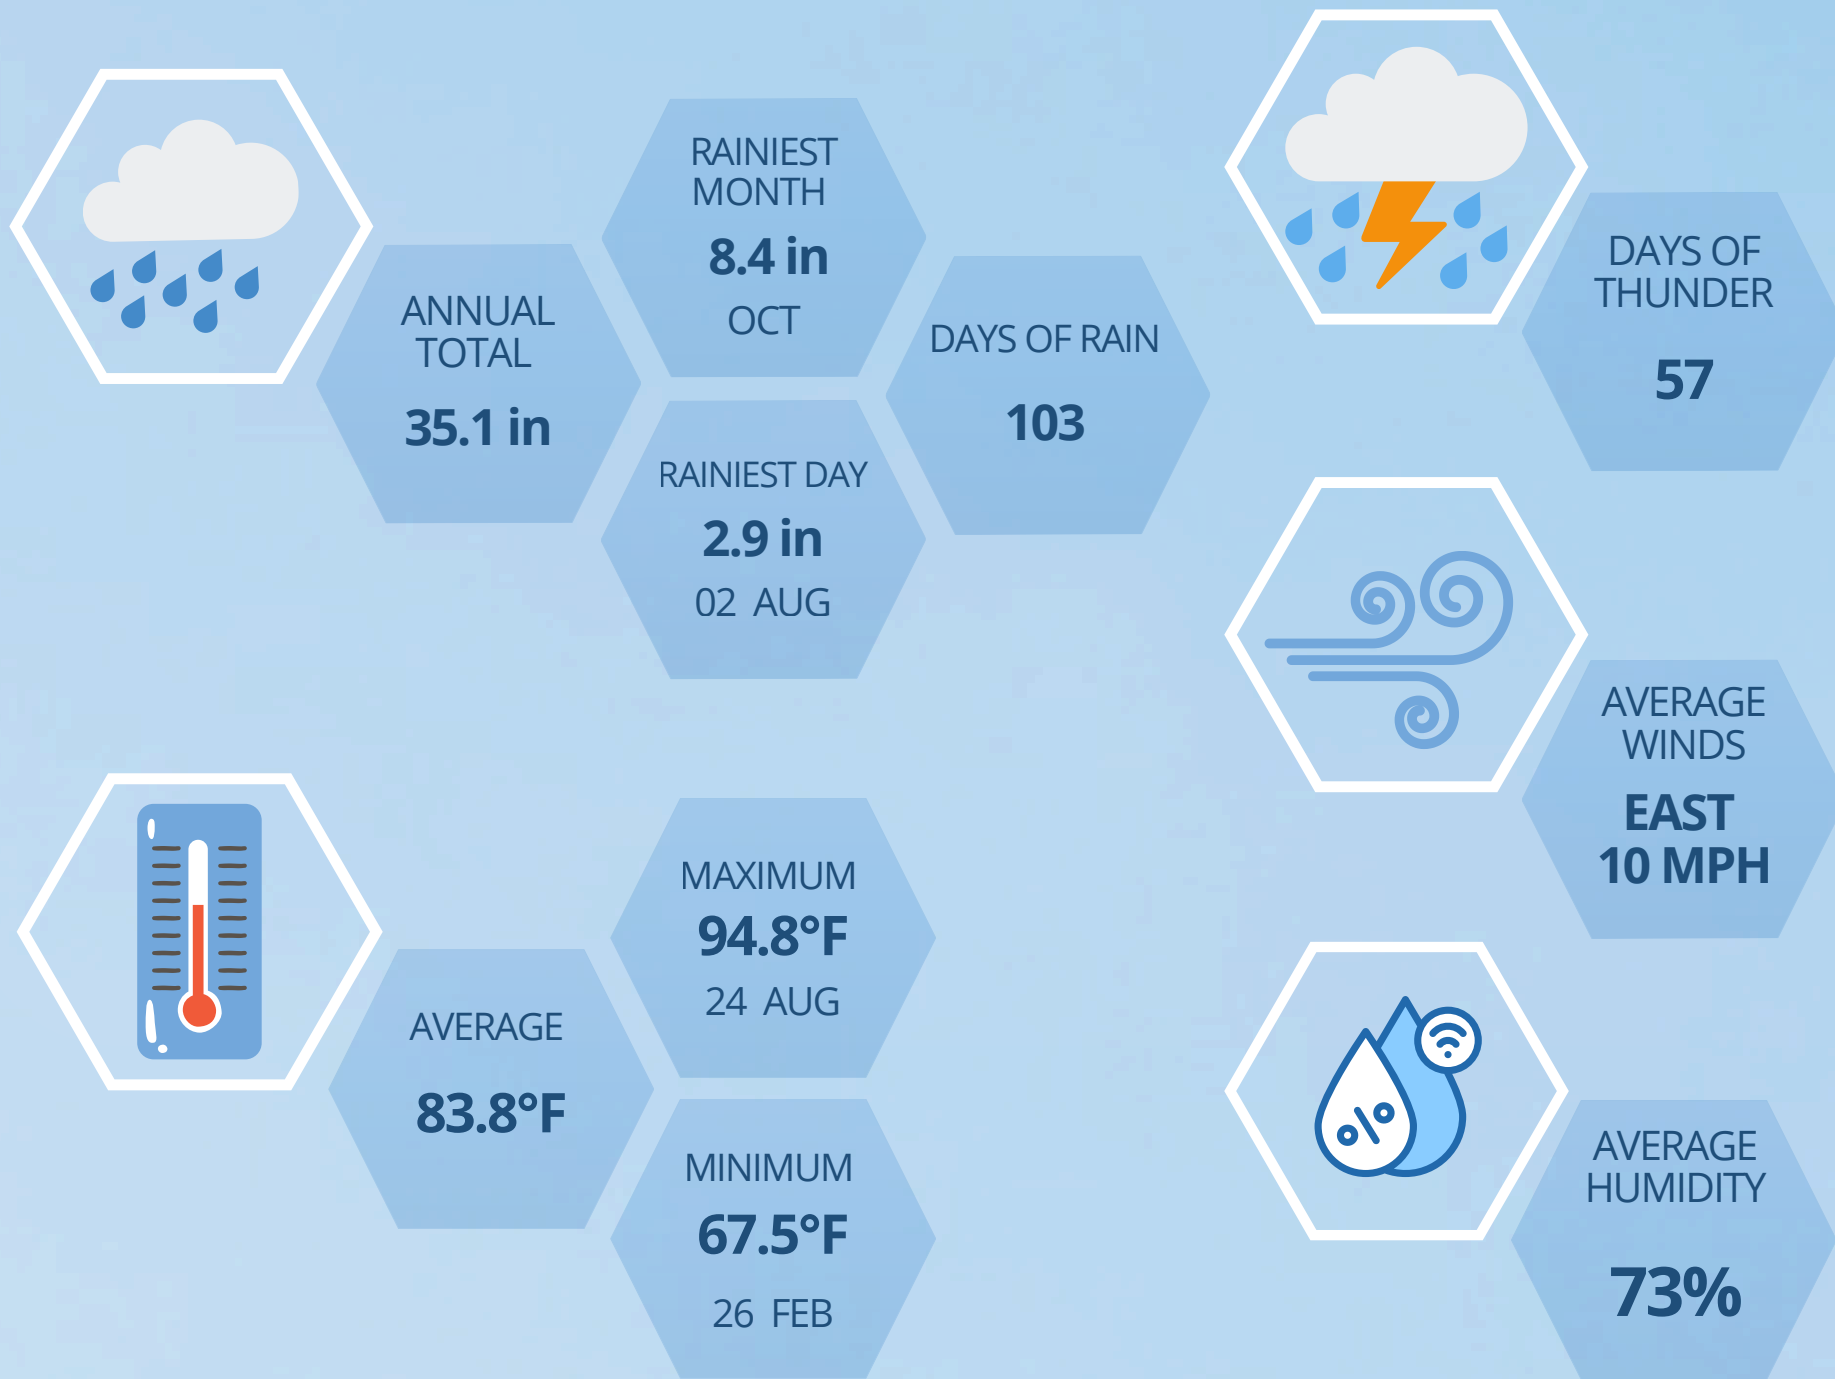 ANNUAL
TOTAL
35.1 in
RAINIEST
MONTH
8.4 in
OCT
RAINIEST DAY
2.9 in
02 AUG
DAYS OF RAIN
103
DAYS OF
THUNDER
57
AVERAGE
WINDS
EAST
10 MPH
AVERAGE
83.8°F
MAXIMUM
94.8°F
24 AUG
MINIMUM
67.5°F
26 FEB
%
AVERAGE
HUMIDITY
73%